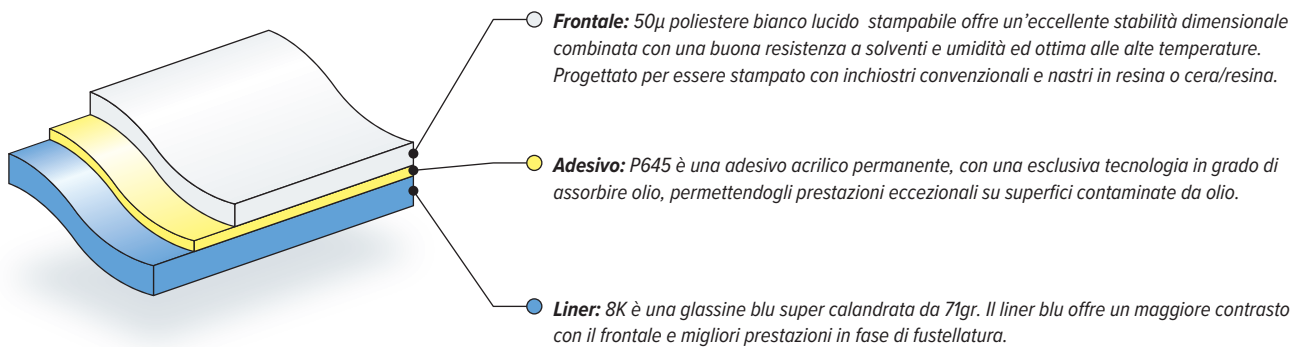 Frontale: 50µ poliestere bianco lucido  stampabile offre un'eccellente stabilità dimensionale
combinata con una buona resistenza a solventi e umidità ed ottima alle alte temperature.
Progettato per essere stampato con inchiostri convenzionali e nastri in resina o cera/resina.
Adesivo: P645 è una adesivo acrilico permanente, con una esclusiva tecnologia in grado di
assorbire olio, permettendogli prestazioni eccezionali su superfici contaminate da olio.
Liner: 8K è una glassine blu super calandrata da 71gr. Il liner blu offre un maggiore contrasto
con il frontale e migliori prestazioni in fase di fustellatura.